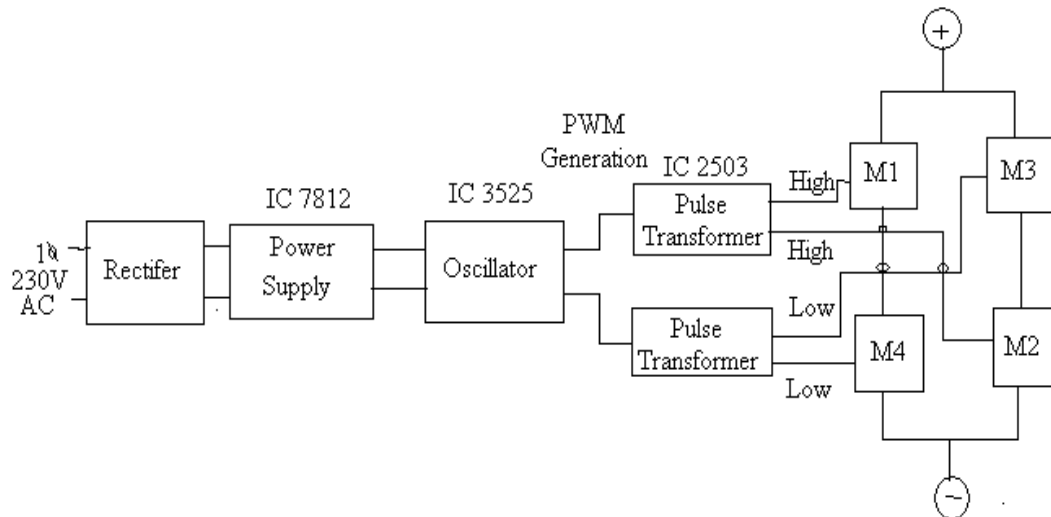 +
PWM
Generation
IC 2503
M1
M3
High
IC 7812
IC 3525
Pulse
Transformer
1φ
230V
AC
Rectifer
Power
Supply
Oscillator
High
Low
Pulse
Transformer
M4
M2
Low
~